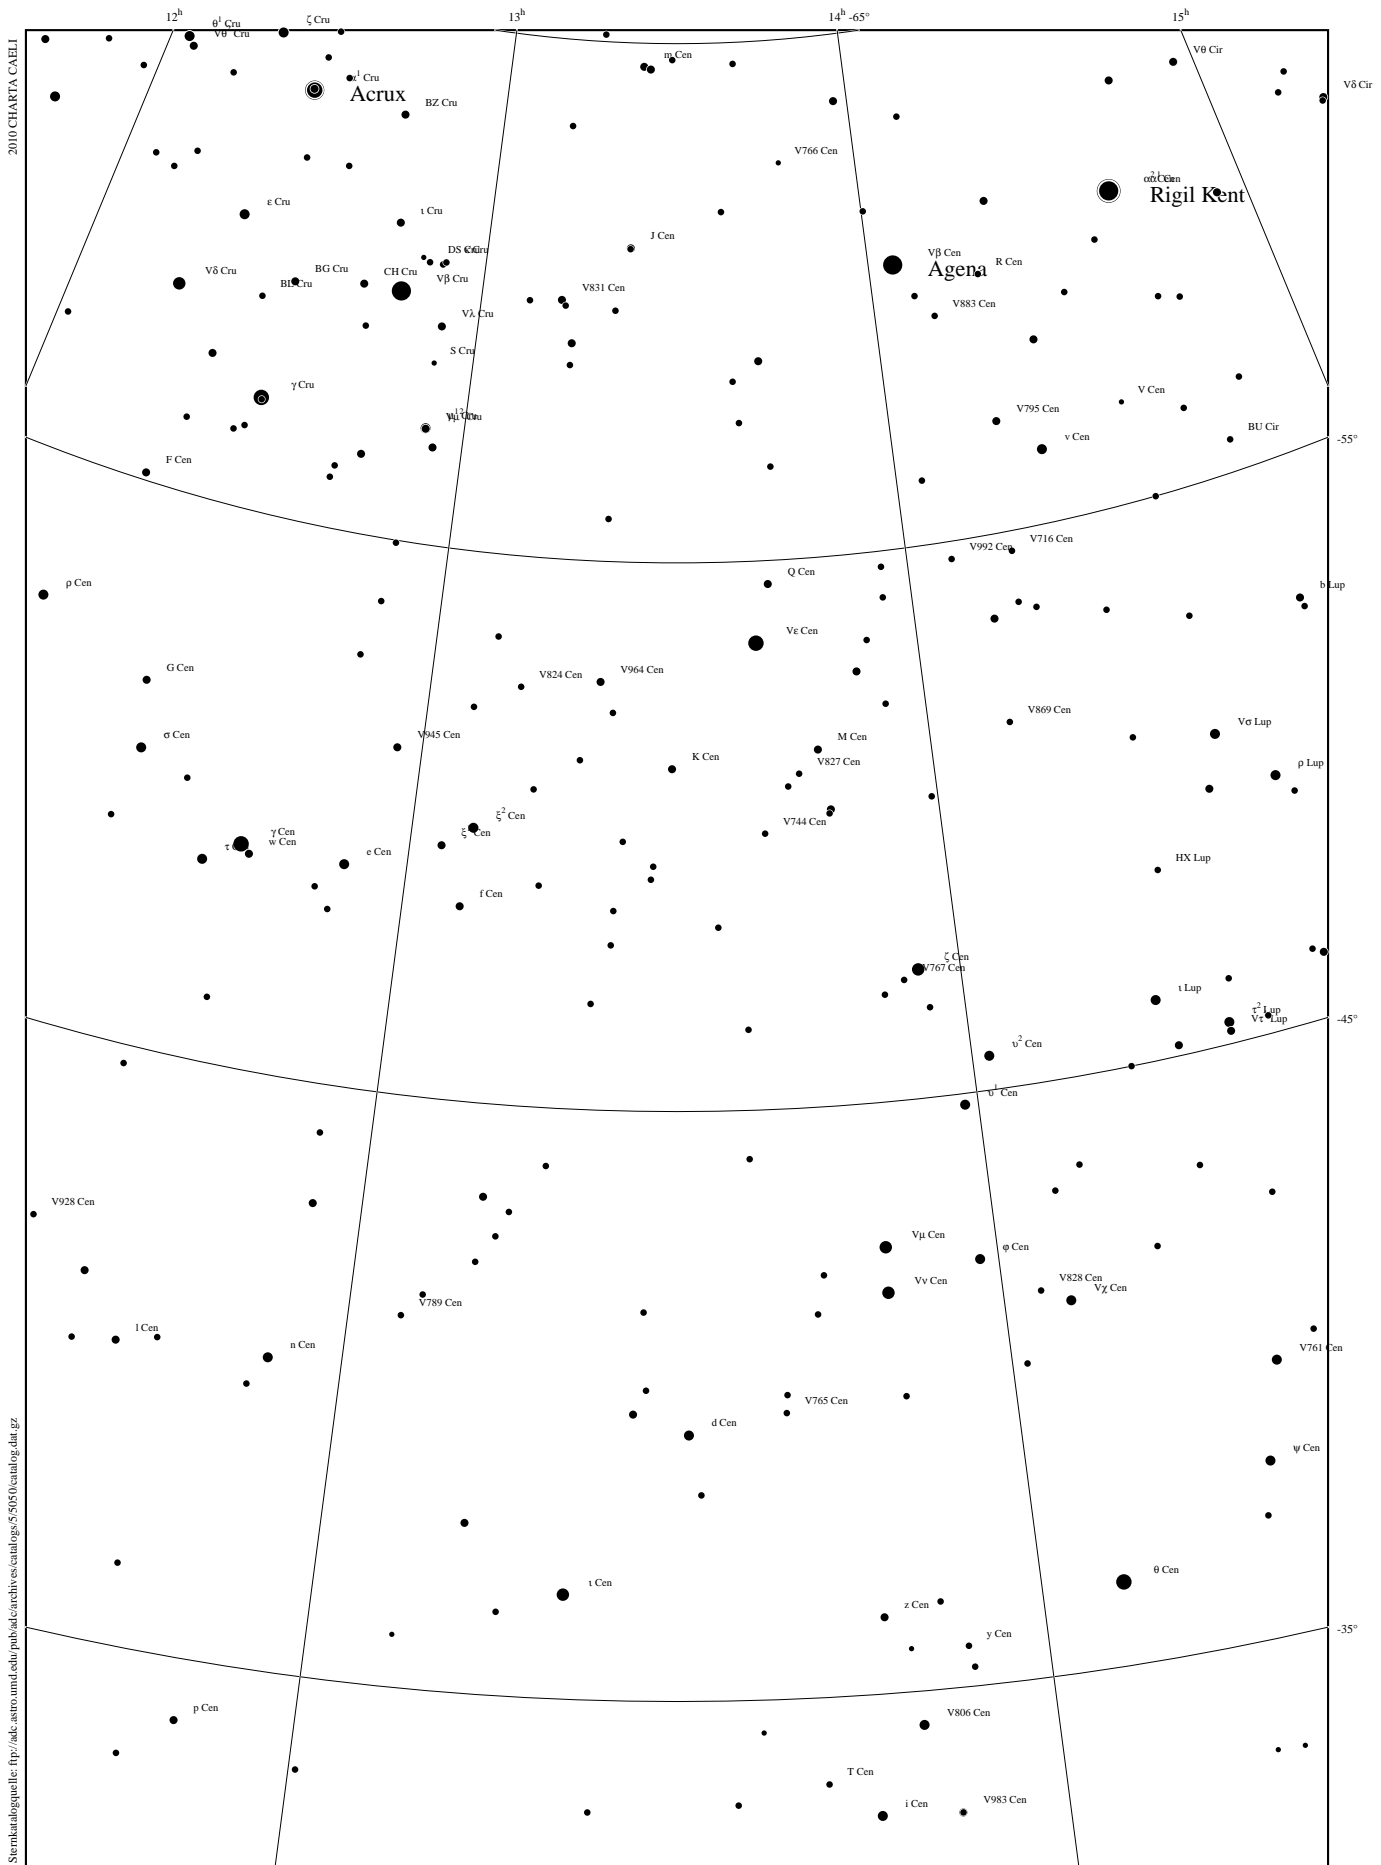 12h
13h
14h -65°
15h
2010 CHARTA CAELI
θ1 Cru
ζ Cru
m Cen
Vθ Cir
Vδ Cir
α1 Cru
Acrux
BZ Cru
V766 Cen
Rigil Kent
ε Cru
ι Cru
J Cen
Vβ Cen
Agena
R Cen
Vδ Cru
BG Cru
CH Cru
Vβ Cru
V831 Cen
V883 Cen
Vλ Cru
S Cru
γ Cru
V Cen
V795 Cen
ν Cen
BU Cir
-55°
F Cen
V992 Cen
V716 Cen
ρ Cen
Q Cen
b Lup
Vε Cen
G Cen
V824 Cen
V964 Cen
V869 Cen
σ Cen
V945 Cen
M Cen
Vσ Lup
K Cen
V827 Cen
ρ Lup
ξ2 Cen
V744 Cen
γ Cen
w Cen
e Cen
HX Lup
f Cen
ζ Cen
V767 Cen
ι Lup
τ2 Lup
-45°
υ2 Cen
υ1 Cen
V928 Cen
Vμ Cen
φ Cen
Vν Cen
V828 Cen
Vχ Cen
V789 Cen
l Cen
n Cen
V761 Cen
V765 Cen
d Cen
ψ Cen
ι Cen
θ Cen
z Cen
y Cen
-35°
p Cen
V806 Cen
T Cen
i Cen
V983 Cen
Sternkatalogquelle: ftp://adc.astro.umd.edu/pub/adc/archives/catalogs/5/5050/catalog.dat.gz